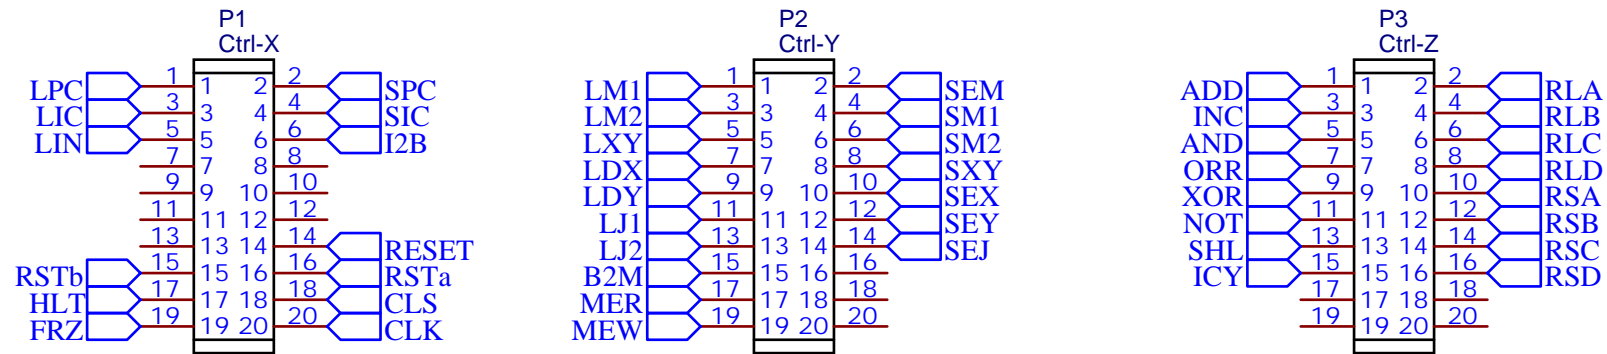 P1
Ctrl-X
LPC 1 1 2 2 SPC
LIC 3 3 4 4 SIC
LIN 5 5 6 6 I2B
7 7 8 8
9 9 10 10
11 11 12 12
13 13 14 14 RESET
RSTb 15 15 16 16 RSTa
HLT 17 17 18 18 CLS
FRZ 19 19 20 20 CLK
P2
Ctrl-Y
LM1 1 1 2 2 SEM
LM2 3 3 4 4 SM1
LXY 5 5 6 6 SM2
LDX 7 7 8 8 SXY
LDY 9 9 10 10 SEX
LJ1 11 11 12 12 SEY
LJ2 13 13 14 14 SEJ
B2M 15 15 16 16
MER 17 17 18 18
MEW 19 19 20 20
P3
Ctrl-Z
ADD 1 1 2 2 RLA
INC 3 3 4 4 RLB
AND 5 5 6 6 RLC
ORR 7 7 8 8 RLD
XOR 9 9 10 10 RSA
NOT 11 11 12 12 RSB
SHL 13 13 14 14 RSC
ICY 15 15 16 16 RSD
17 17 18 18
19 19 20 20